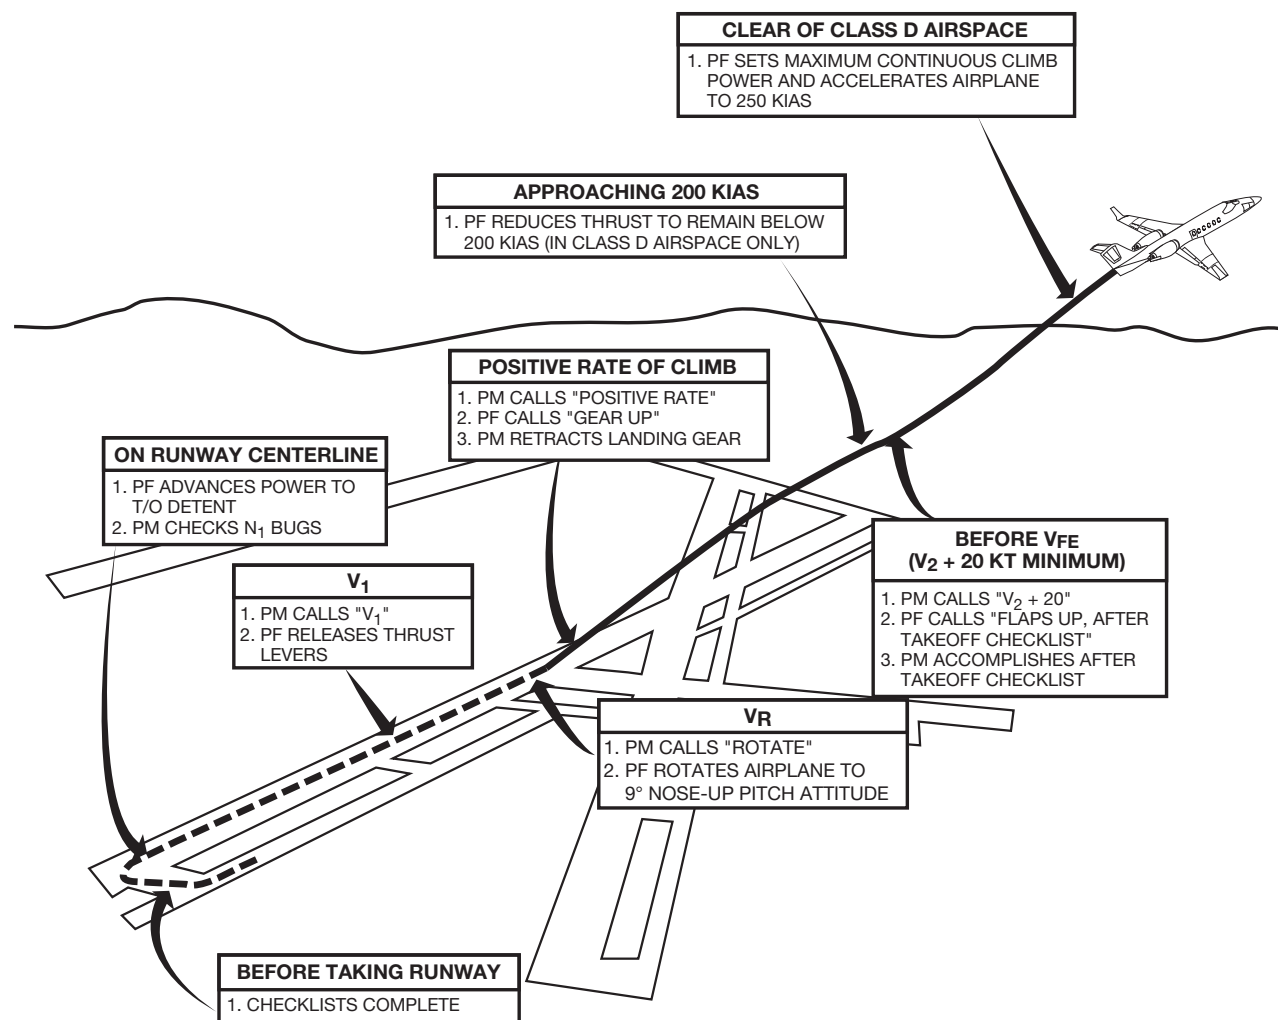 CLEAR OF CLASS D AIRSPACE
1. PF SETS MAXIMUM CONTINUOUS CLIMB
POWER AND ACCELERATES AIRPLANE
TO 250 KIAS
APPROACHING 200 KIAS
1. PF REDUCES THRUST TO REMAIN BELOW
200 KIAS (IN CLASS D AIRSPACE ONLY)
POSITIVE RATE OF CLIMB
1. PM CALLS "POSITIVE RATE"
2. PF CALLS "GEAR UP"
3. PM RETRACTS LANDING GEAR
ON RUNWAY CENTERLINE
1. PF ADVANCES POWER TO
T/O DETENT
2. PM CHECKS N1 BUGS
BEFORE VFE
(V2 + 20 KT MINIMUM)
1. PM CALLS "V2 + 20"
2. PF CALLS "FLAPS UP, AFTER
TAKEOFF CHECKLIST"
3. PM ACCOMPLISHES AFTER
TAKEOFF CHECKLIST
V1
1. PM CALLS "V1"
2. PF RELEASES THRUST
LEVERS
VR
1. PM CALLS "ROTATE"
2. PF ROTATES AIRPLANE TO
9° NOSE-UP PITCH ATTITUDE
BEFORE TAKING RUNWAY
1. CHECKLISTS COMPLETE